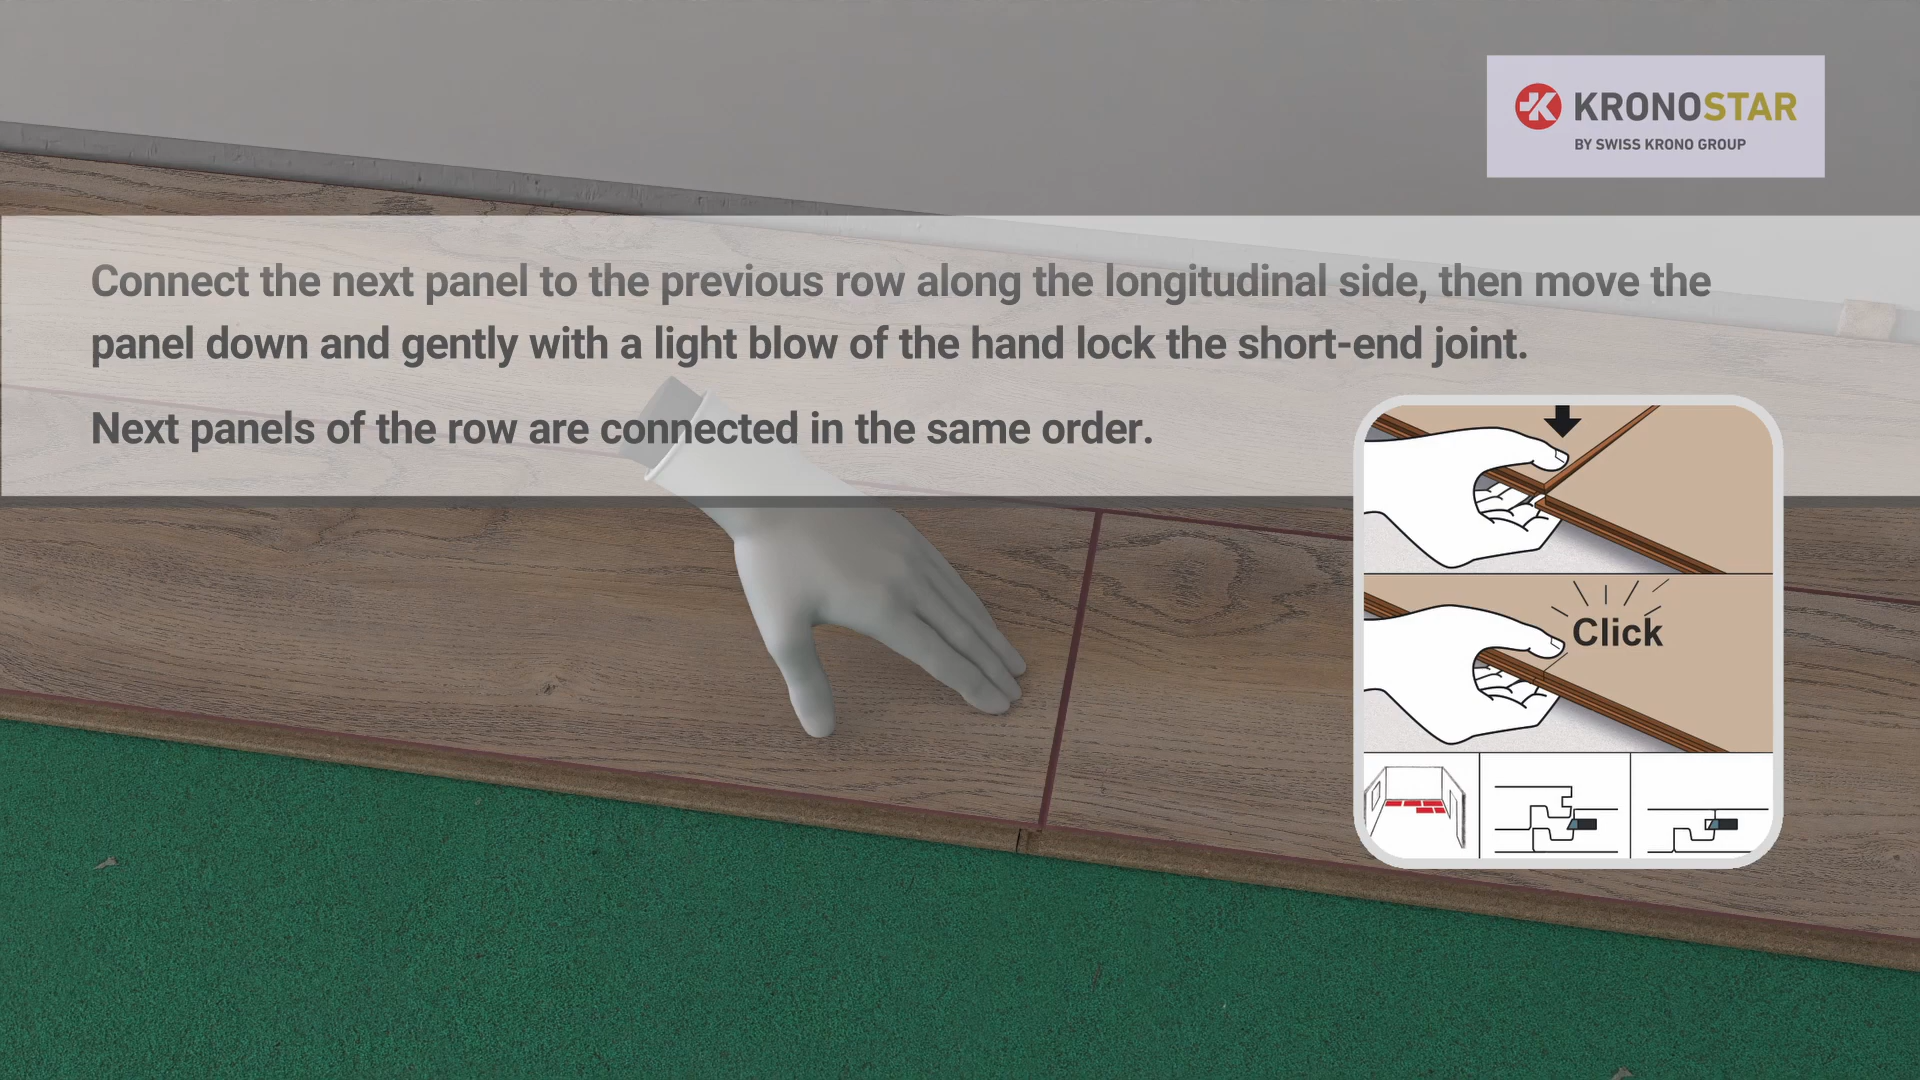 KRONOSTAR
BY SWISS KRONO GROUP
Connect the next panel to the previous row along the longitudinal side, then move the
panel down and gently with a light blow of the hand lock the short-end joint.
Next panels of the row are connected in the same order.
Click